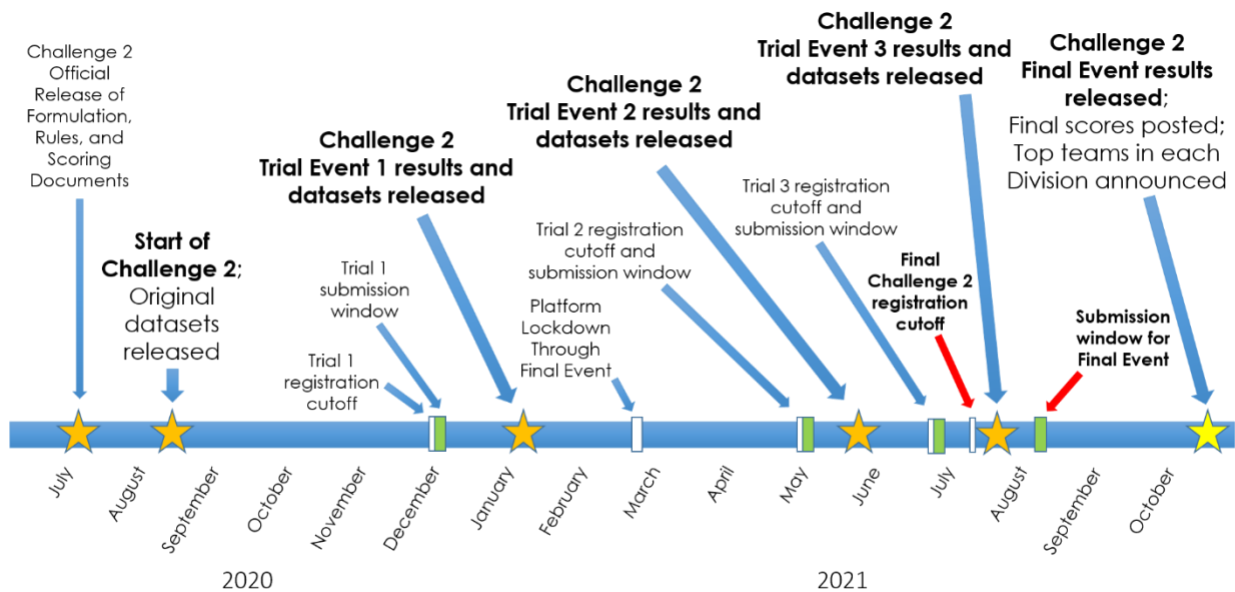 Challenge 2
Official
Release of
Formulation,
Rules, and
Scoring
Documents
Start of
Challenge 2;
Original
datasets
released
Trial 1
registration
cutoff
Trial 1
submission
window
Challenge 2
Trial Event 1 results and
datasets released
Platform
Lockdown
Through
Final Event
Trial 2 registration
cutoff and
submission window
Challenge 2
Trial Event 2 results and
datasets released
Trial 3 registration
cutoff and
submission window
Final
Challenge 2
registration
cutoff
Challenge 2
Trial Event 3 results and
datasets released
Submission
window for
Final Event
Challenge 2
Final Event results
released;
Final scores posted;
Top teams in each
Division announced
July
August
September
October
November
December
January
February
March
April
May
June
July
August
September
October
2020
2021